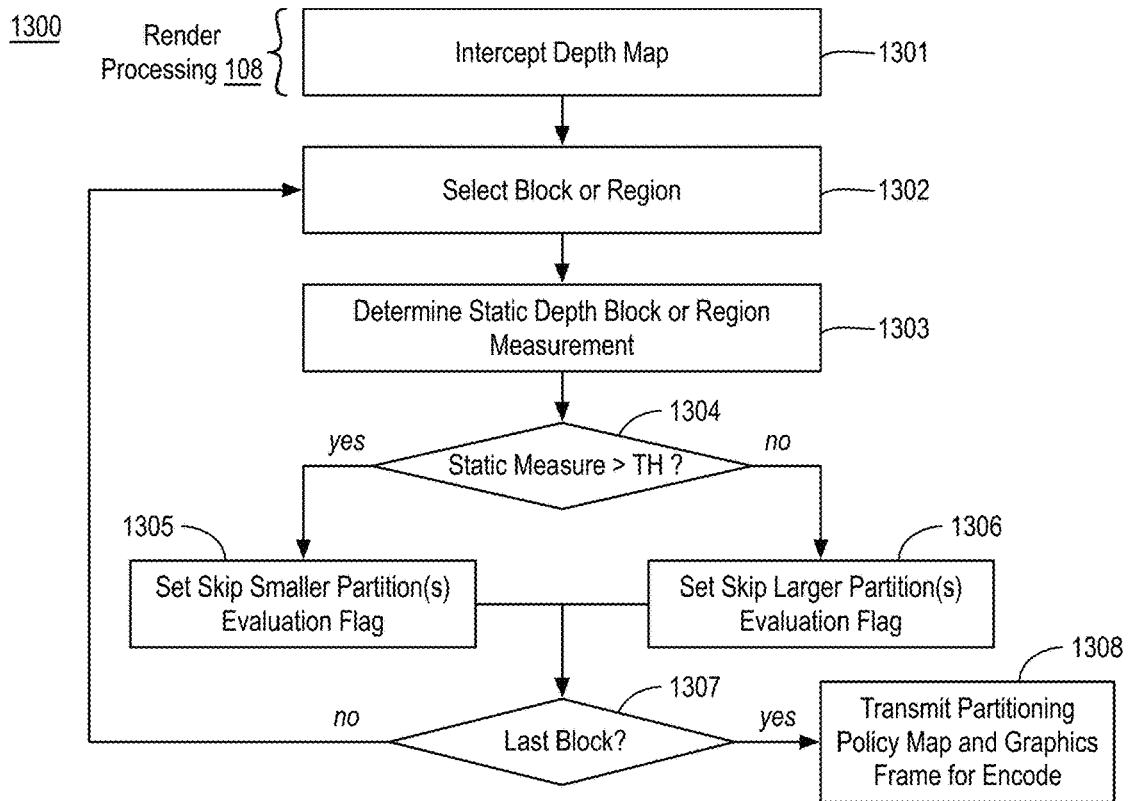 1300
Render
Processing 108
Intercept Depth Map
1301
Select Block or Region
1302
Determine Static Depth Block or Region
Measurement
1303
1304
yes
Static Measure > TH ?
no
1305
Set Skip Smaller Partition(s)
Evaluation Flag
1306
Set Skip Larger Partition(s)
Evaluation Flag
1307
no
Last Block?
yes
1308
Transmit Partitioning
Policy Map and Graphics
Frame for Encode